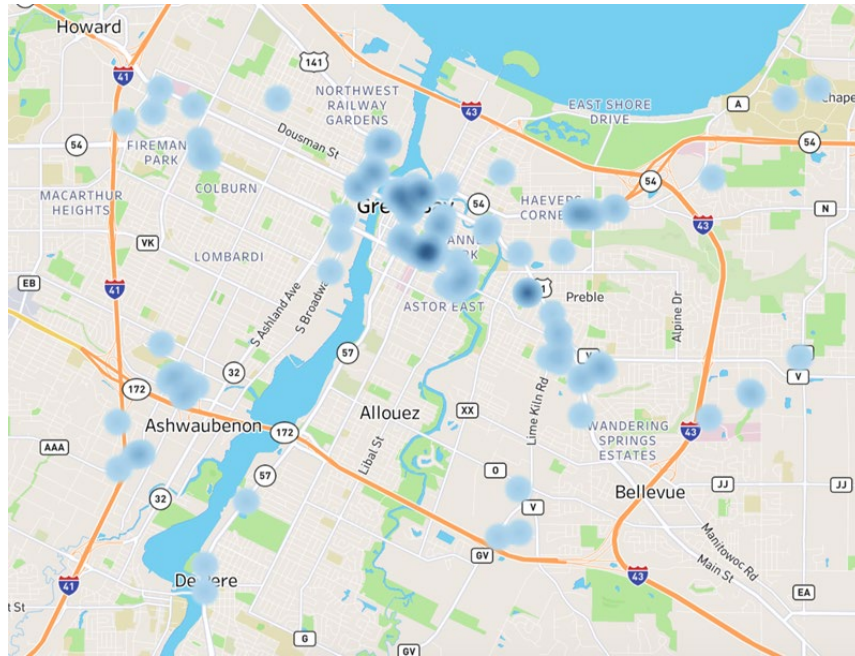 Howard
41
141
NORTHWEST
RAILWAY
GARDENS
43
EAST SHORE
DRIVE
A
Chape
54
FIREMAN
PARK
Dousman St
54
54
MACARTHUR
HEIGHTS
COLBURN
54
HAEVERS
CORNE
N
43
VK
LOMBARDI
EB
41
S Ashland Ave
S Broadwa
ASTOR EAST
Preble
Alpine Dr
57
172
32
V
Ashwaubenon
Allouez
XX
Lime Kiln Rd
172
Libal St
WANDERING
SPRINGS
ESTATES
43
AAA
57
O
32
V
Bellevue
JJ
JJ
GV
Manitowoc Rd
Main St
41
43
EA
t St
G
GV